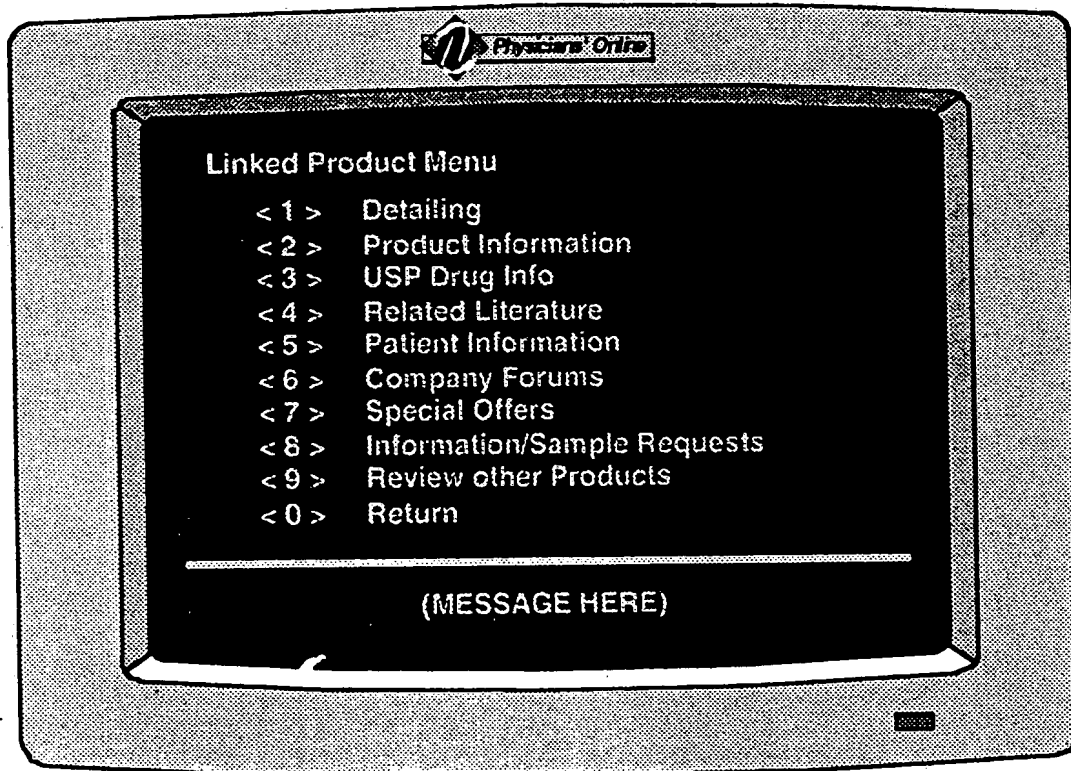 Physicians' Online
Linked Product Menu
< 1 > Detailing
< 2 > Product Information
< 3 > USP Drug Info
< 4 > Related Literature
< 5 > Patient Information
< 6 > Company Forums
< 7 > Special Offers
< 8 > Information/Sample Requests
< 9 > Review other Products
< 0 > Return
(MESSAGE HERE)